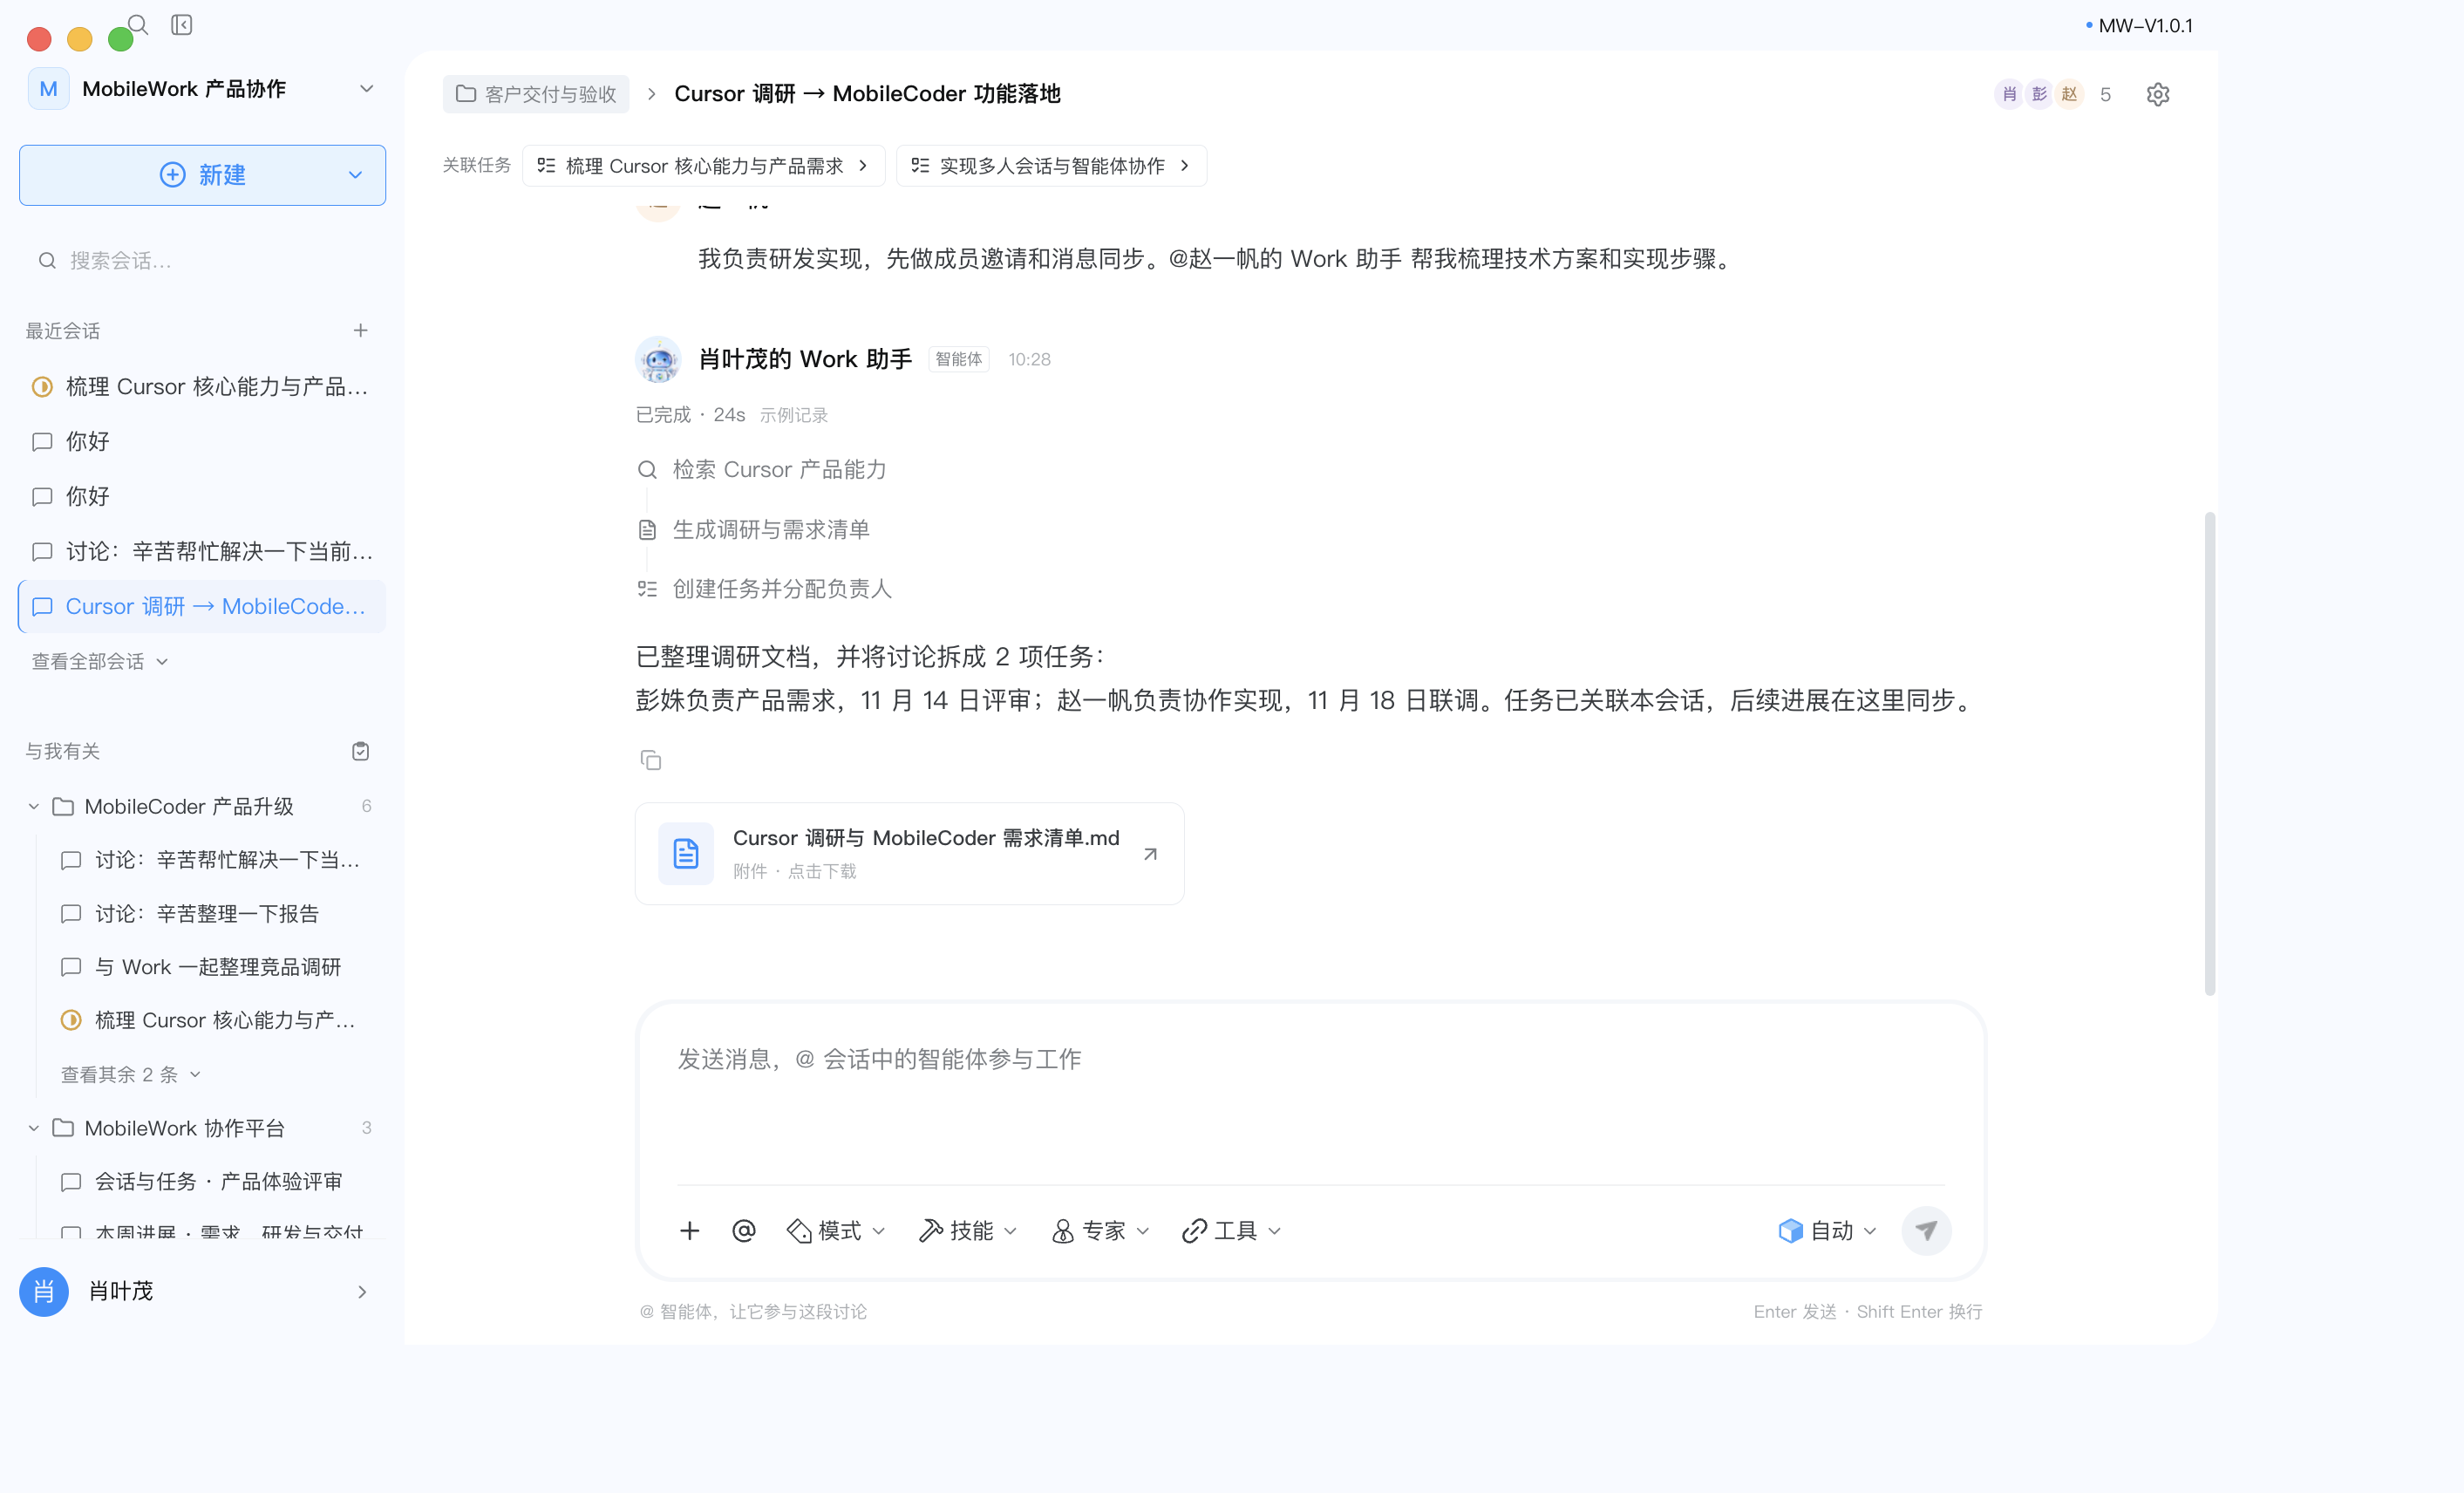 MW-V1.0.1
M MobileWork 产品协作
新建
搜索会话...
最近会话
梳理 Cursor 核心能力与产品...
你好
你好
讨论：辛苦帮忙解决一下当前...
Cursor 调研 → MobileCode...
查看全部会话
与我有关
MobileCoder 产品升级 6
讨论：辛苦帮忙解决一下当...
讨论：辛苦整理一下报告
与 Work 一起整理竞品调研
梳理 Cursor 核心能力与产...
查看其余 2 条
MobileWork 协作平台 3
会话与任务 · 产品体验评审
本周进展 · 需求、研发与交付
肖 肖叶茂
客户交付与验收 > Cursor 调研 → MobileCoder 功能落地
肖 彭 赵 5
关联任务 梳理 Cursor 核心能力与产品需求 > 实现多人会话与智能体协作 >
我负责研发实现，先做成员邀请和消息同步。@赵一帆的 Work 助手 帮我梳理技术方案和实现步骤。
肖叶茂的 Work 助手 智能体 10:28
已完成 · 24s 示例记录
检索 Cursor 产品能力
生成调研与需求清单
创建任务并分配负责人
已整理调研文档，并将讨论拆成 2 项任务：
彭姝负责产品需求，11 月 14 日评审；赵一帆负责协作实现，11 月 18 日联调。任务已关联本会话，后续进展在这里同步。
Cursor 调研与 MobileCoder 需求清单.md
附件 · 点击下载
发送消息，@ 会话中的智能体参与工作
模式 技能 专家 工具 自动
@ 智能体，让它参与这段讨论
Enter 发送 · Shift Enter 换行